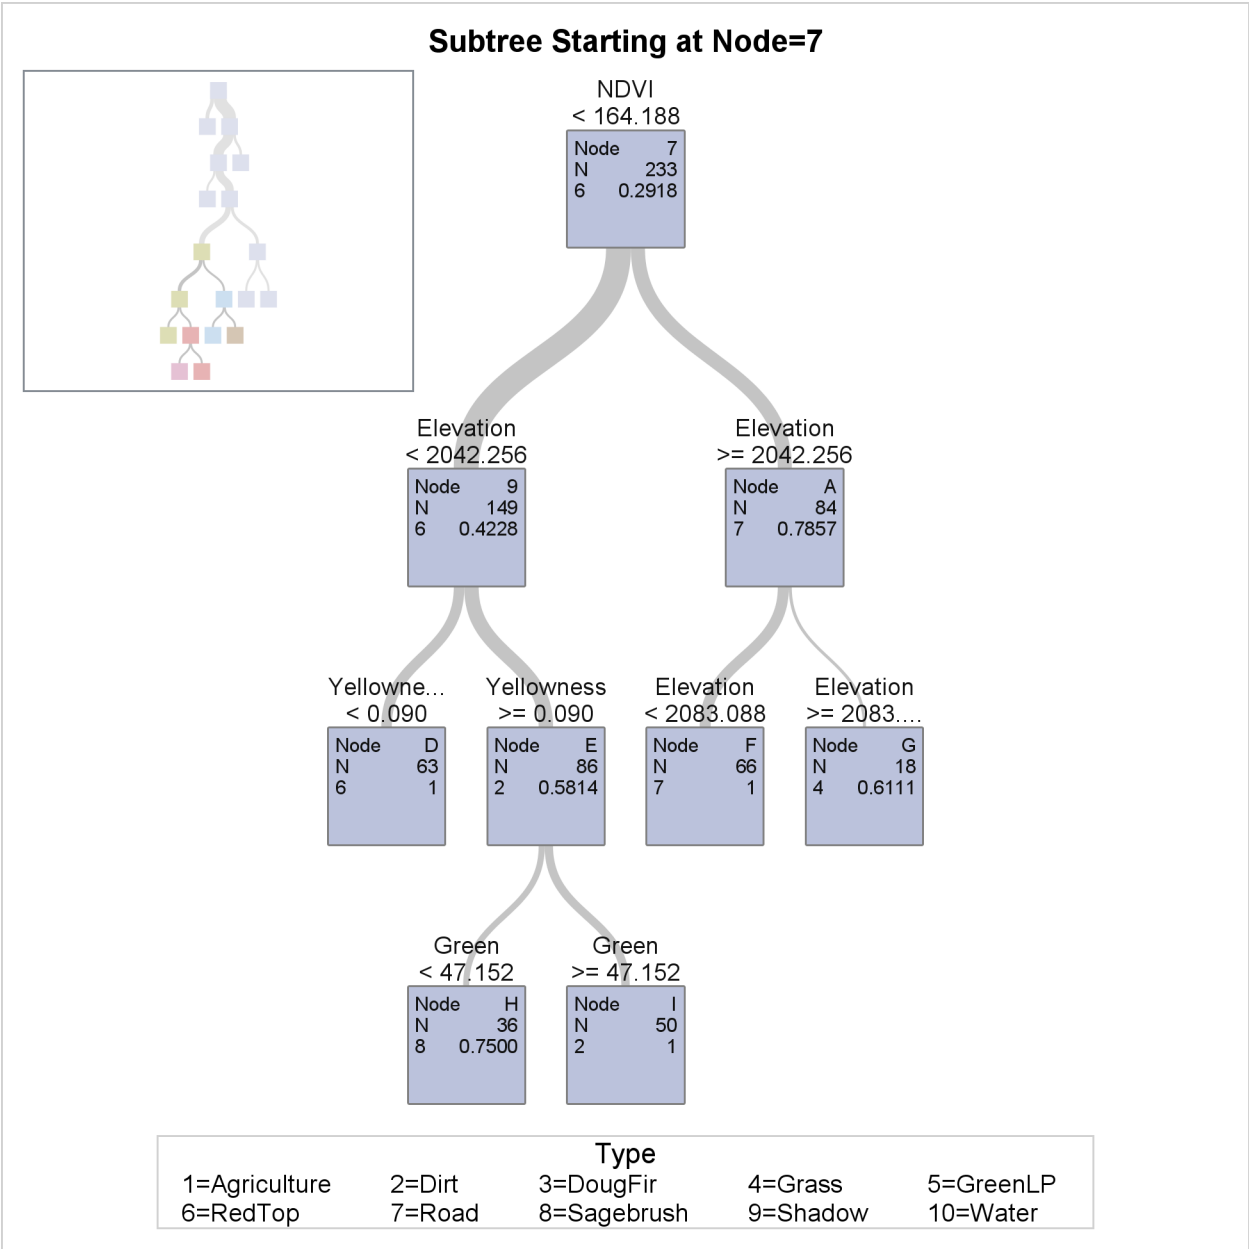 Subtree Starting at Node=7
NDVI
< 164.188
Node 7
N 233
6 0.2918
Elevation
< 2042.256
Node 9
N 149
6 0.4228
Elevation
>= 2042.256
Node A
N 84
7 0.7857
Yellowne...
< 0.090
Node D
N 63
6 1
Yellowness
>= 0.090
Node E
N 86
2 0.5814
Elevation
< 2083.088
Node F
N 66
7 1
Elevation
>= 2083....
Node G
N 18
4 0.6111
Green
< 47.152
Node H
N 36
8 0.7500
Green
>= 47.152
Node I
N 50
2 1
Type
1=Agriculture 2=Dirt 3=DougFir 4=Grass 5=GreenLP
6=RedTop 7=Road 8=Sagebrush 9=Shadow 10=Water